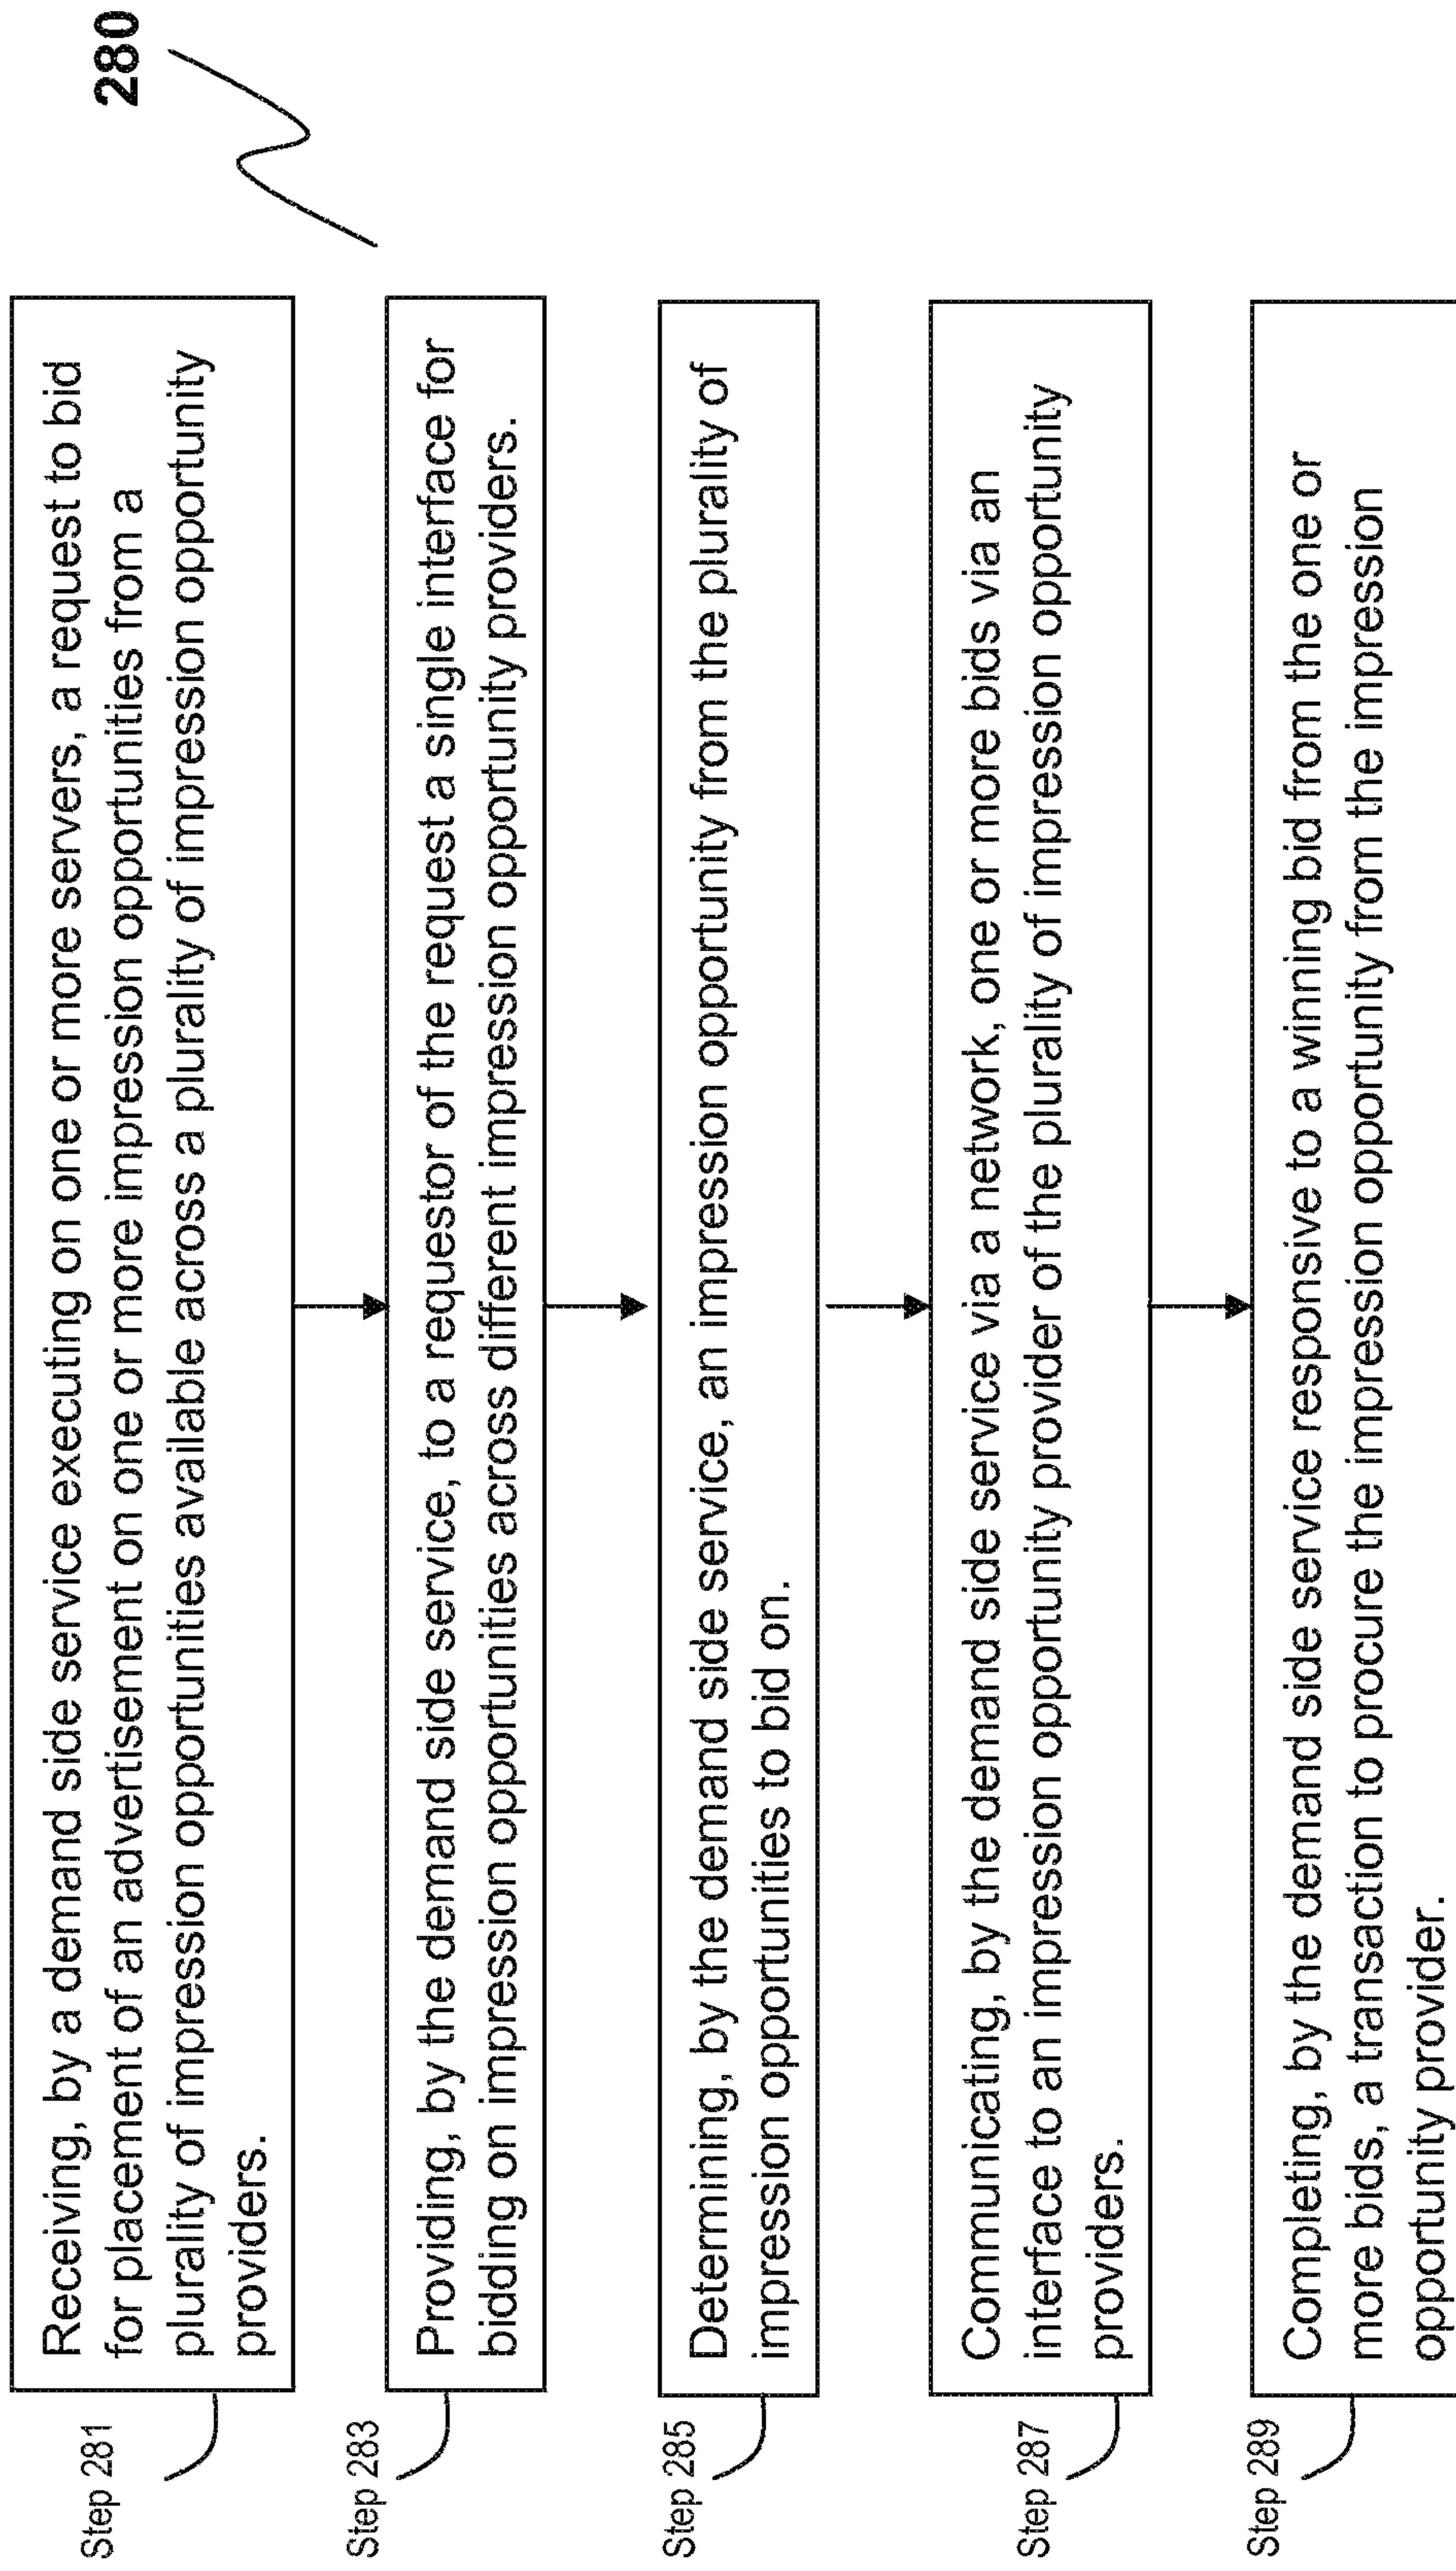 280
Step 281
Receiving, by a demand side service executing on one or more servers, a request to bid
for placement of an advertisement on one or more impression opportunities from a
plurality of impression opportunities available across a plurality of impression opportunity
providers.
Step 283
Providing, by the demand side service, to a requestor of the request a single interface for
bidding on impression opportunities across different impression opportunity providers.
Step 285
Determining, by the demand side service, an impression opportunity from the plurality of
impression opportunities to bid on.
Step 287
Communicating, by the demand side service via a network, one or more bids via an
interface to an impression opportunity provider of the plurality of impression opportunity
providers.
Step 289
Completing, by the demand side service responsive to a winning bid from the one or
more bids, a transaction to procure the impression opportunity from the impression
opportunity provider.